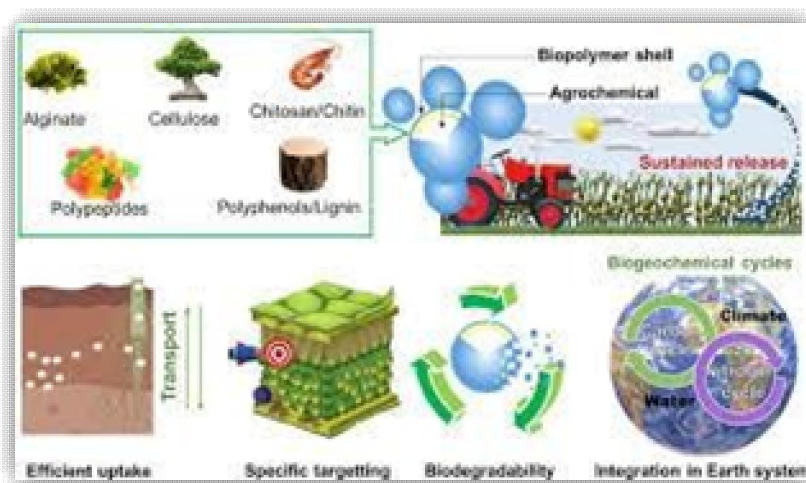 Alginate
Cellulose
Chitosan/Chitin
Polypeptides
Polyphenols/Lignin
Biopolymer shell
Agrochemical
Sustained release
Transport
Biogeochemical cycles
Climate
Water
Efficient uptake
Specific targetting
Biodegradability
Integration in Earth system